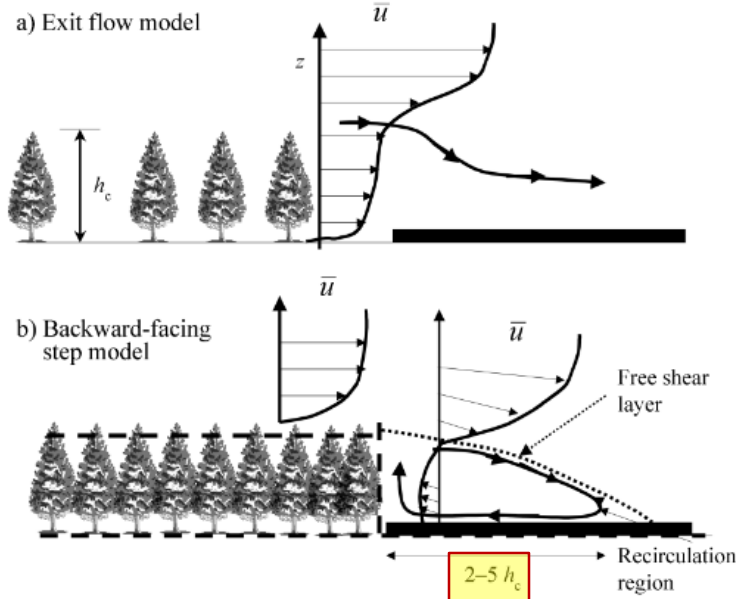 a) Exit flow model
u̅
z
h_c
b) Backward-facing
step model
u̅
u̅
Free shear
layer
2–5 h_c
Recirculation
region